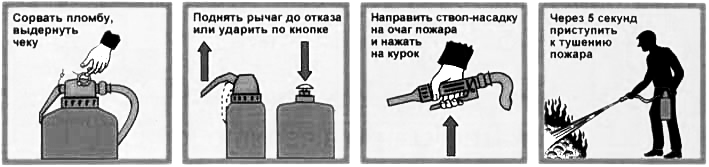 Сорвать пломбу,
выдернуть
чеку
Поднять рычаг до отказа
или ударить по кнопке
Направить ствол-насадку
на очаг пожара
и нажать
на курок
Через 5 секунд
приступить
к тушению
пожара